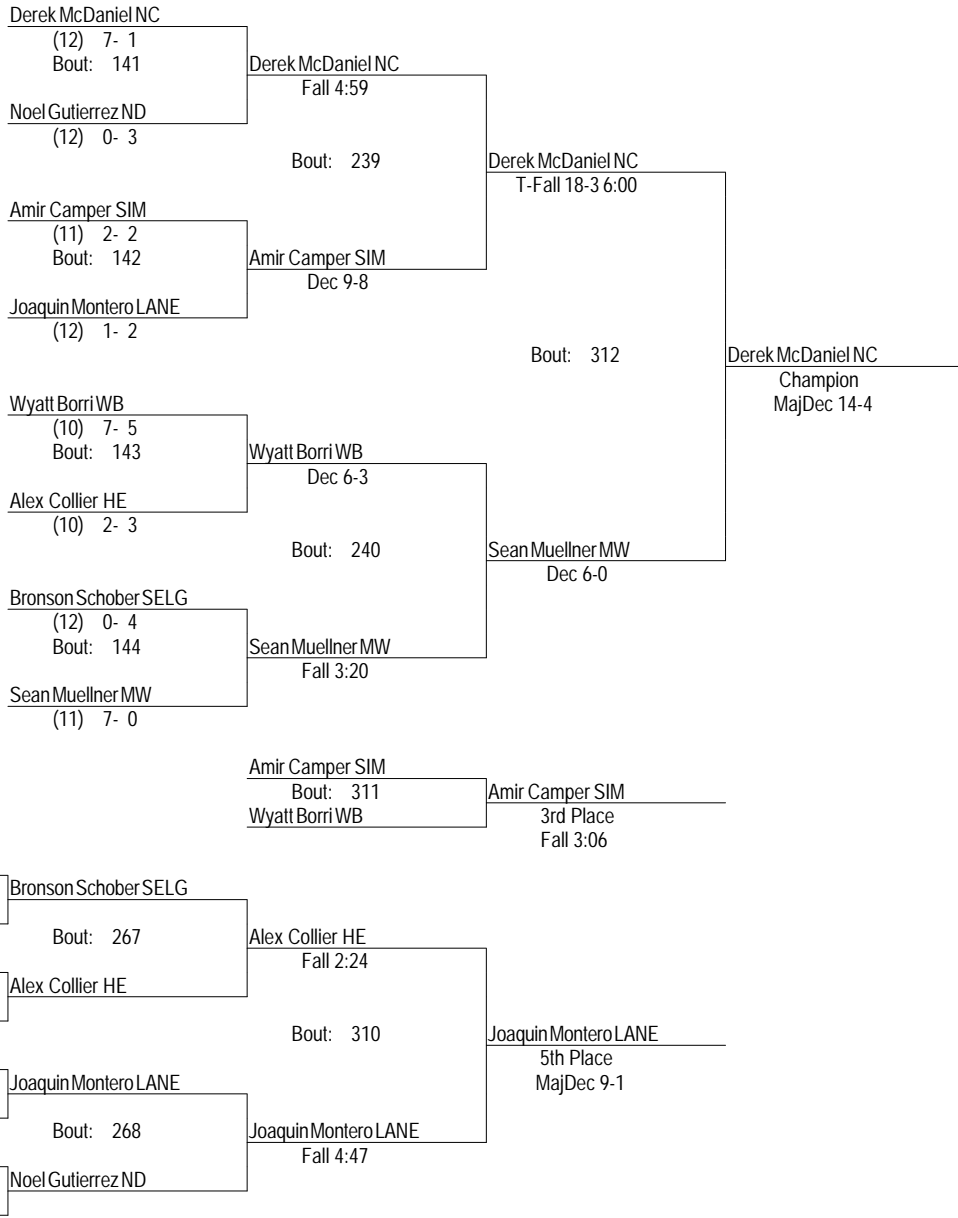 Derek McDaniel NC
(12) 7- 1
Bout: 141
Derek McDaniel NC
Fall 4:59
Noel Gutierrez ND
(12) 0- 3
Bout: 239
Derek McDaniel NC
T-Fall 18-3 6:00
Amir Camper SIM
(11) 2- 2
Bout: 142
Amir Camper SIM
Dec 9-8
Joaquin Montero LANE
(12) 1- 2
Bout: 312
Derek McDaniel NC
Champion
MajDec 14-4
Wyatt Borri WB
(10) 7- 5
Bout: 143
Wyatt Borri WB
Dec 6-3
Alex Collier HE
(10) 2- 3
Bout: 240
Sean Muellner MW
Dec 6-0
Bronson Schober SELG
(12) 0- 4
Bout: 144
Sean Muellner MW
Fall 3:20
Sean Muellner MW
(11) 7- 0
Amir Camper SIM
Bout: 311
Amir Camper SIM
Wyatt Borri WB
3rd Place
Fall 3:06
Bronson Schober SELG
Bout: 267
Alex Collier HE
Fall 2:24
Alex Collier HE
Bout: 310
Joaquin Montero LANE
5th Place
MajDec 9-1
Joaquin Montero LANE
Bout: 268
Joaquin Montero LANE
Fall 4:47
Noel Gutierrez ND